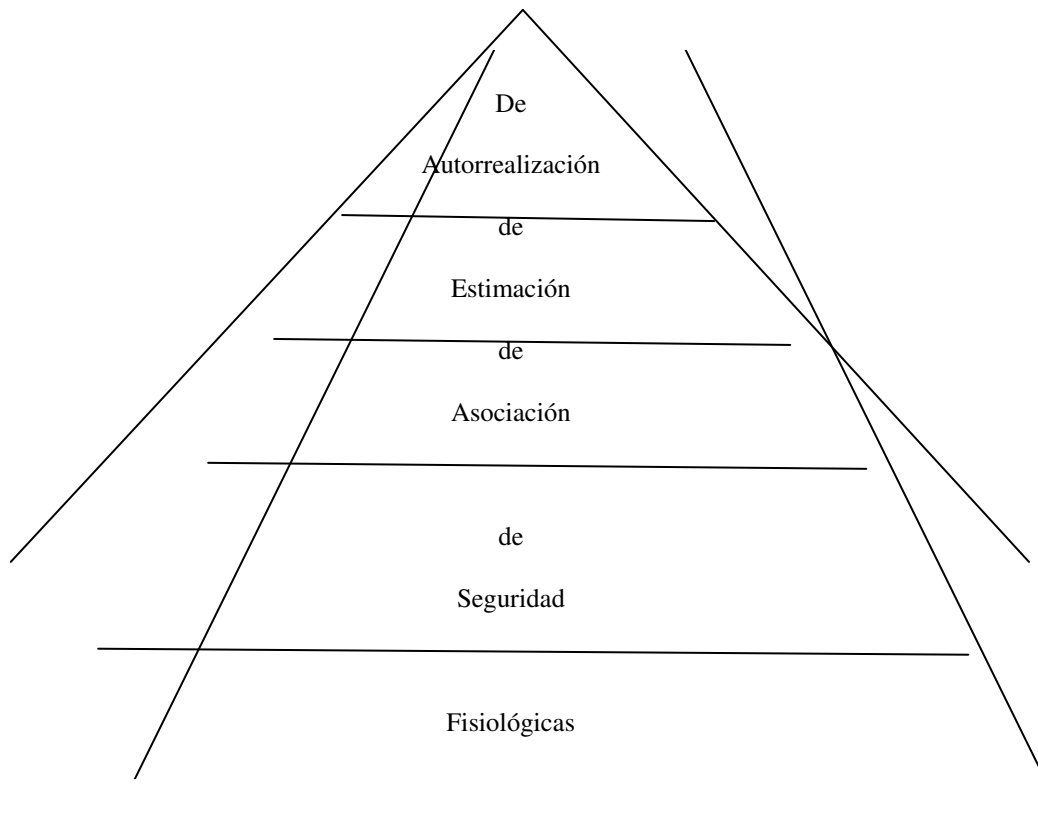 De
Autorrealización
de
Estimación
de
Asociación
de
Seguridad
Fisiológicas